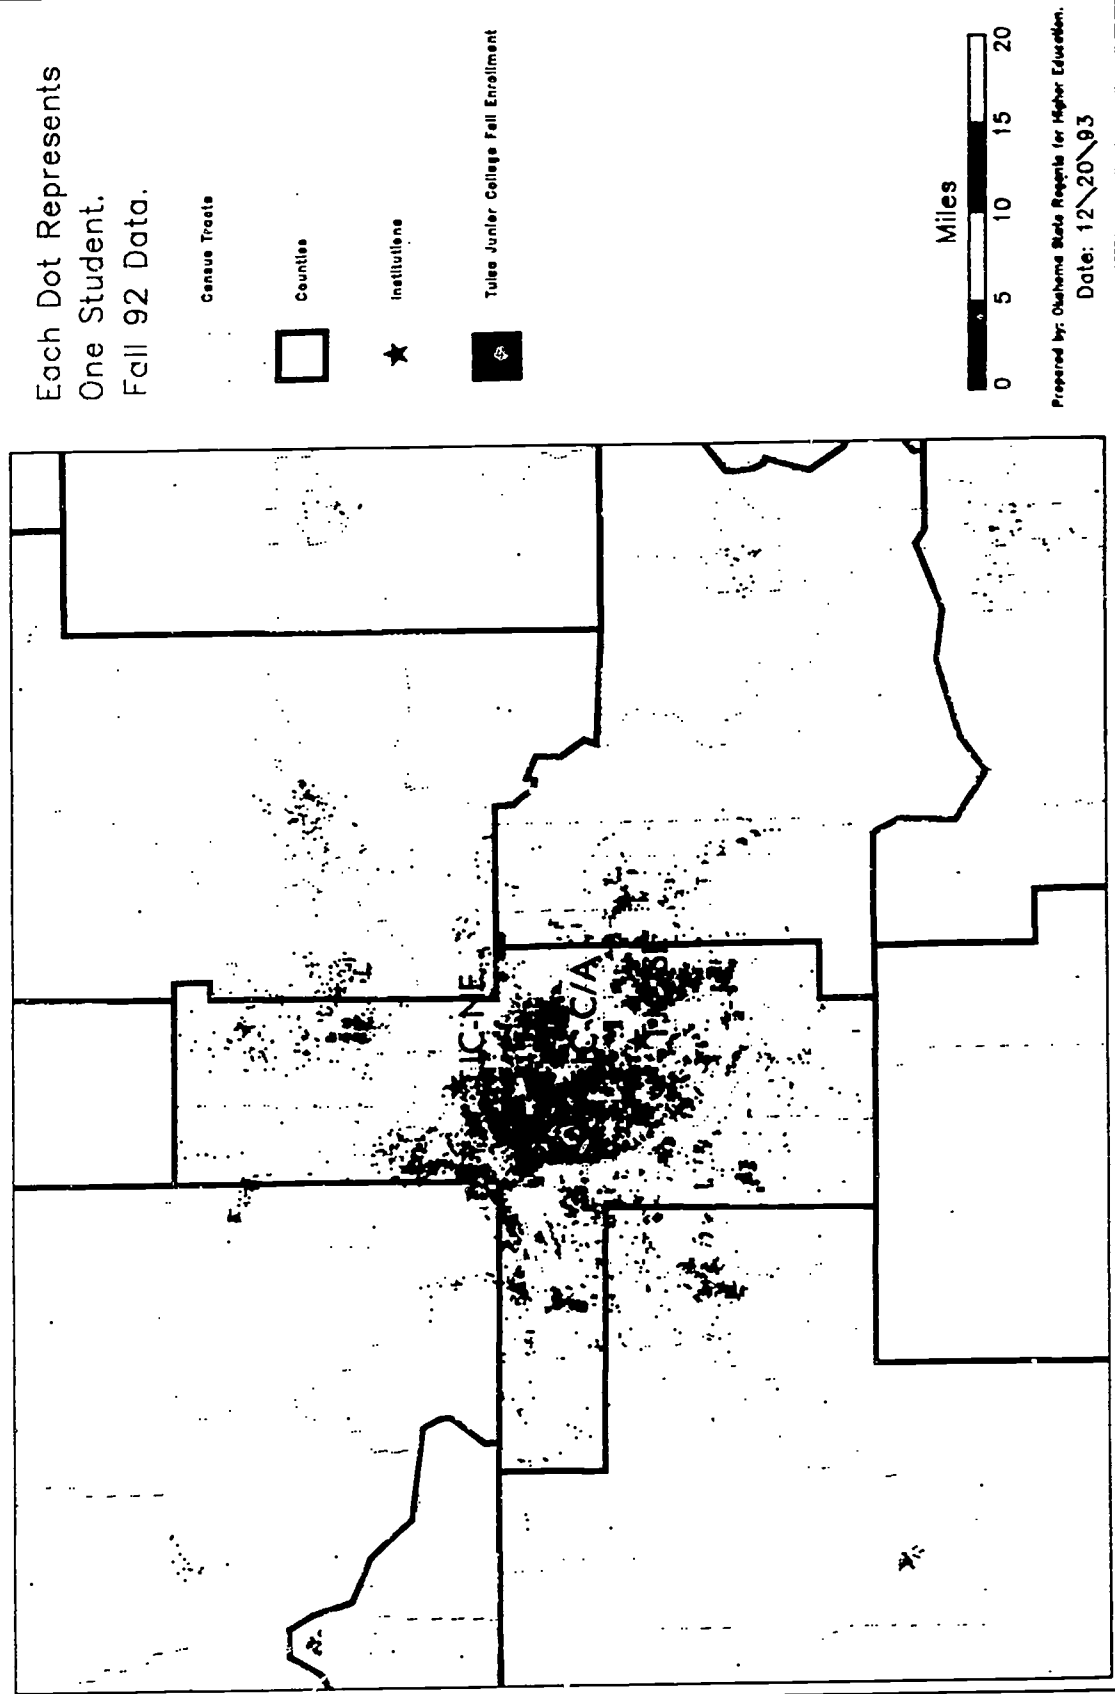 Each Dot Represents
One Student.
Fall 92 Data.
Census Tracts
Counties
Institutions
Tulsa Junior College Fall Enrollment
Miles
0 5 10 15 20
Prepared by: Oklahoma State Regents for Higher Education.
Date: 12\20\93
JC-NE
C-C/A